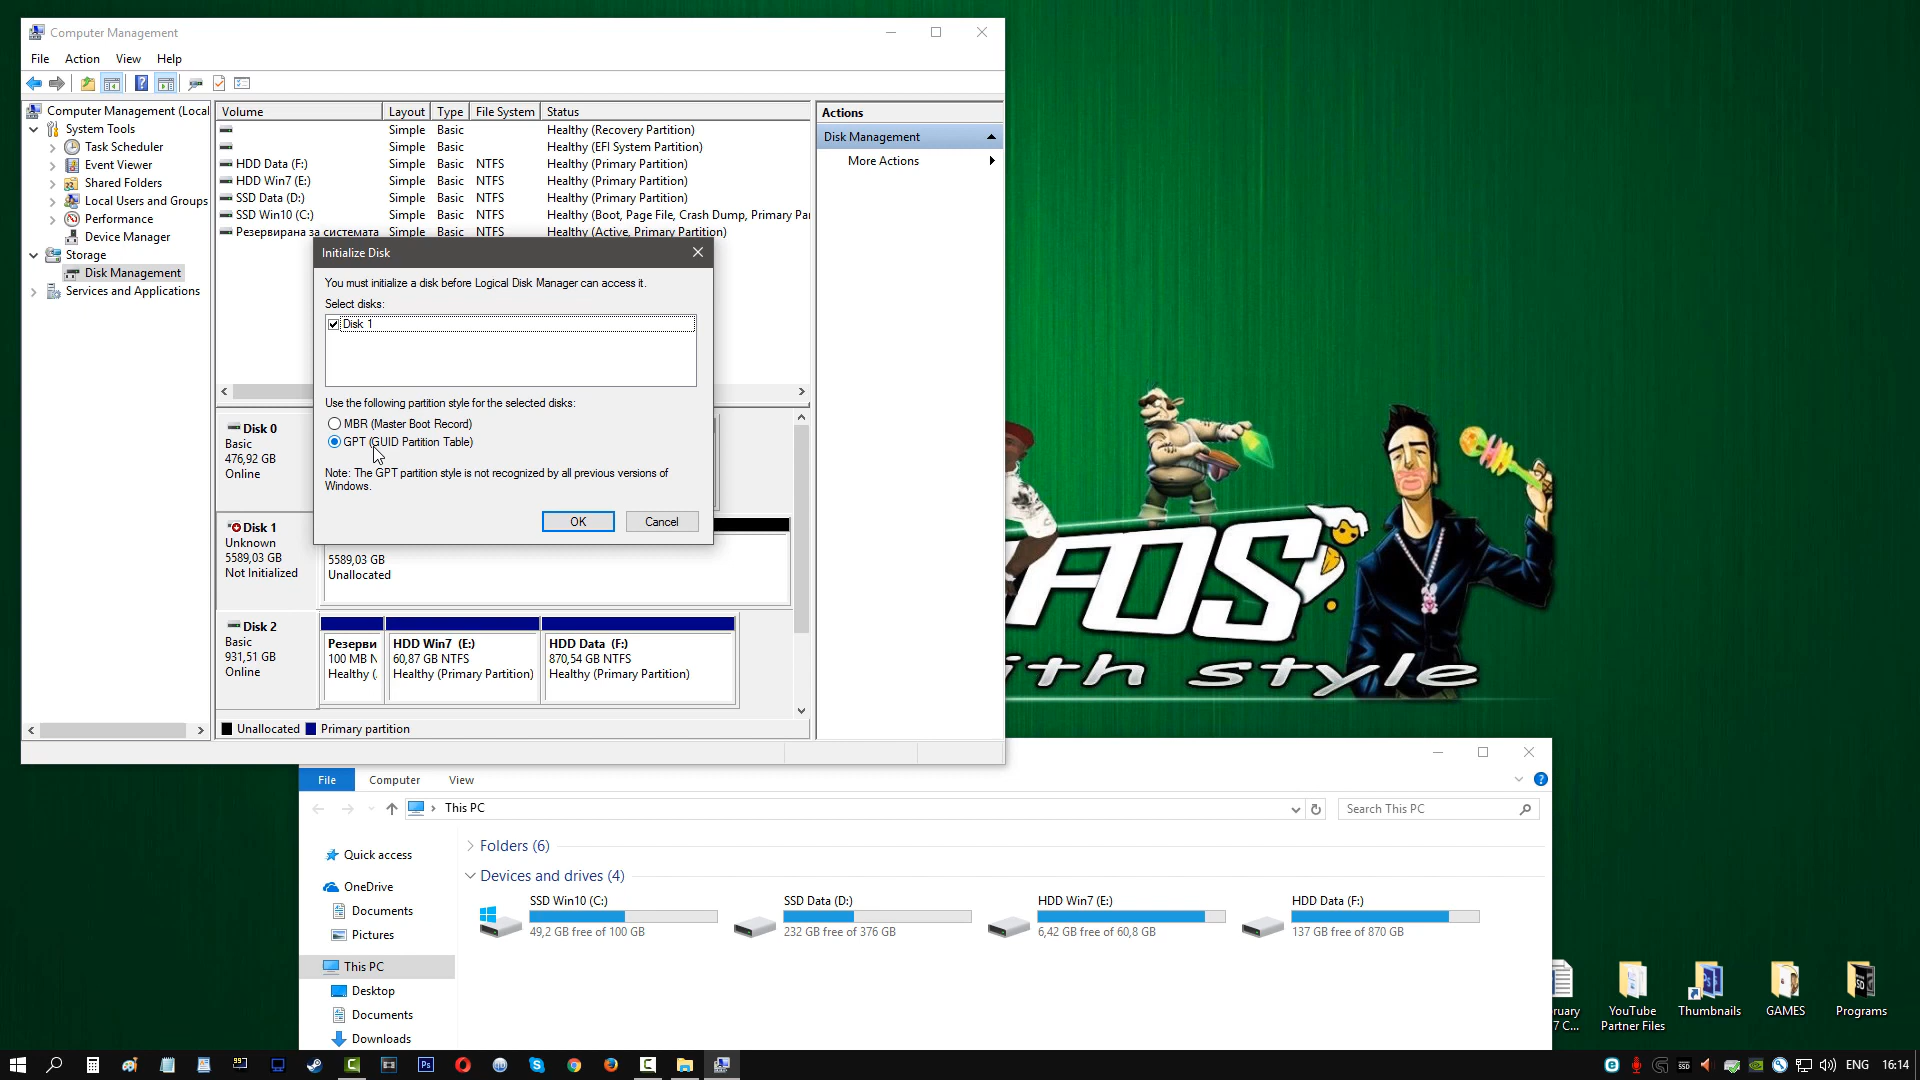 Computer Management
File Action View Help
Computer Management (Local
System Tools
Task Scheduler
Event Viewer
Shared Folders
Local Users and Groups
Performance
Device Manager
Storage
Disk Management
Services and Applications
Volume Layout Type File System Status
Simple Basic Healthy (Recovery Partition)
Simple Basic Healthy (EFI System Partition)
HDD Data (F:) Simple Basic NTFS Healthy (Primary Partition)
HDD Win7 (E:) Simple Basic NTFS Healthy (Primary Partition)
SSD Data (D:) Simple Basic NTFS Healthy (Primary Partition)
SSD Win10 (C:) Simple Basic NTFS Healthy (Boot, Page File, Crash Dump, Primary Pa
Резервирана за системата Simple Basic NTFS Healthy (Active, Primary Partition)
Actions
Disk Management
More Actions
Initialize Disk
You must initialize a disk before Logical Disk Manager can access it.
Select disks:
Disk 1
Use the following partition style for the selected disks:
MBR (Master Boot Record)
GPT (GUID Partition Table)
Note: The GPT partition style is not recognized by all previous versions of
Windows.
OK Cancel
Disk 0
Basic
476,92 GB
Online
Disk 1
Unknown
5589,03 GB
Not Initialized
5589,03 GB
Unallocated
Disk 2
Basic
931,51 GB
Online
Резерви
100 MB N
Healthy (
HDD Win7 (E:)
60,87 GB NTFS
Healthy (Primary Partition)
HDD Data (F:)
870,54 GB NTFS
Healthy (Primary Partition)
Unallocated Primary partition
FOS
ith style
File Computer View
This PC
Search This PC
Quick access
OneDrive
Documents
Pictures
This PC
Desktop
Documents
Downloads
Folders (6)
Devices and drives (4)
SSD Win10 (C:)
49,2 GB free of 100 GB
SSD Data (D:)
232 GB free of 376 GB
HDD Win7 (E:)
6,42 GB free of 60,8 GB
HDD Data (F:)
137 GB free of 870 GB
ruary
7 C...
YouTube
Partner Files
Thumbnails
GAMES
Programs
Ps
SSD
ENG
16:14